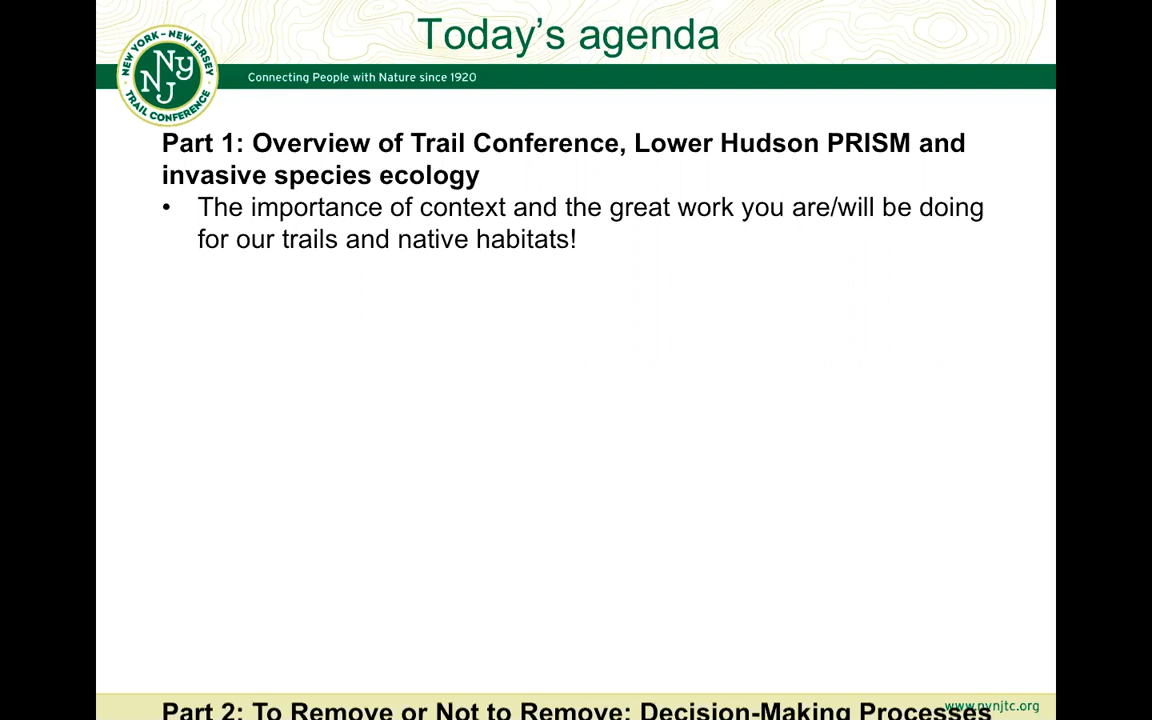 Today’s agenda
NEW YORK - NEW JERSEY
NY
NJ
TRAIL CONFERENCE
Connecting People with Nature since 1920
Part 1: Overview of Trail Conference, Lower Hudson PRISM and
invasive species ecology
• The importance of context and the great work you are/will be doing
for our trails and native habitats!
Part 2: To Remove or Not to Remove: Decision-Making Processes
www.nynjtc.org